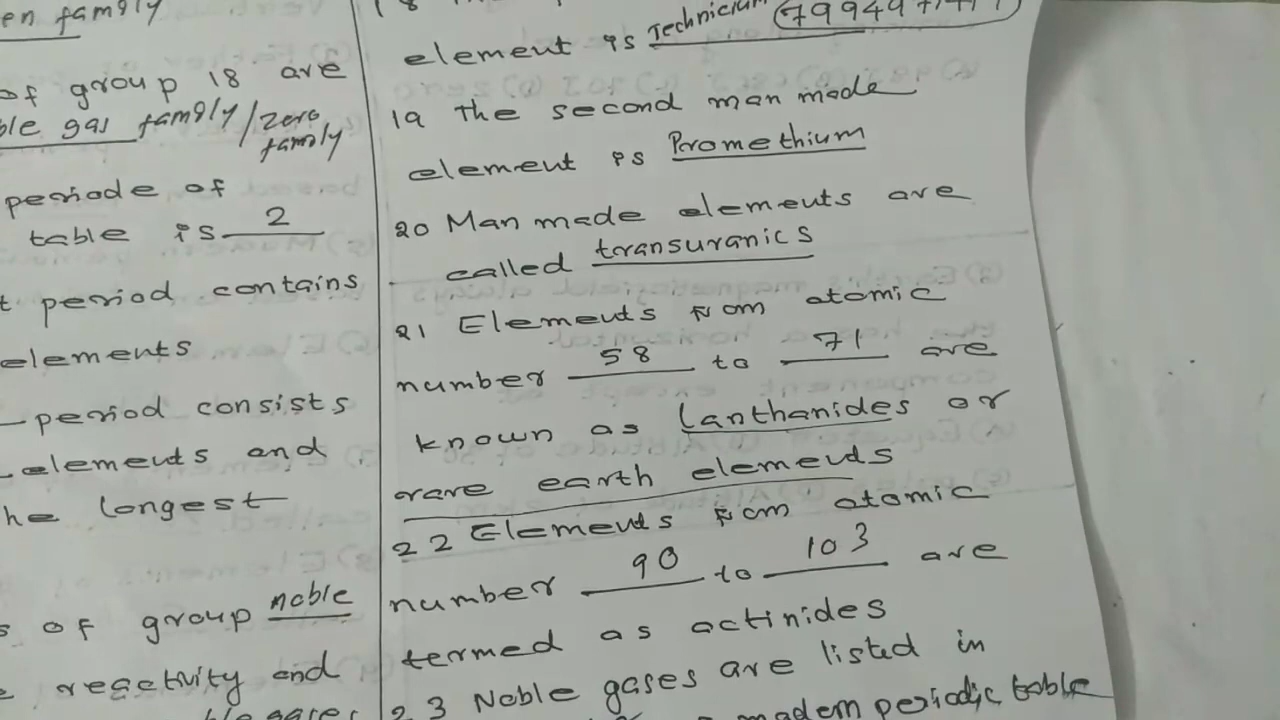 en family
of group 18 are
ble gas family/zero
family
periode of
table is 2
t period contains
elements
period consists
elements and
he longest
s of group noble
reactivity and
element is Technicium
19 The second man made
element is Promethium
20 Man made elements are
called transuranics
21 Elements from atomic
number 58 to 71 are
known as lanthanides or
rare earth elements
22 Elements from atomic
number 90 to 103 are
termed as actinides
23 Noble gases are listed in
modern periodic table